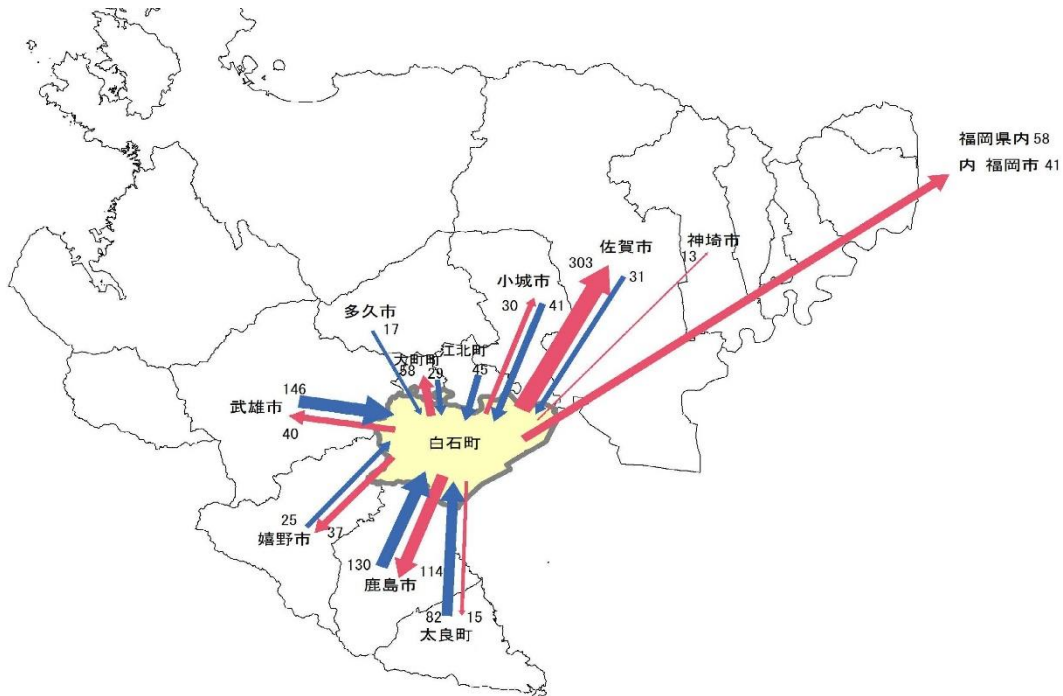 福岡県内 58
内 福岡市 41
佐賀市
神埼市
303
31
13
小城市
30
41
多久市
17
大町町
江北町
58
29
45
146
武雄市
40
白石町
25
37
嬉野市
130
114
鹿島市
82
15
太良町